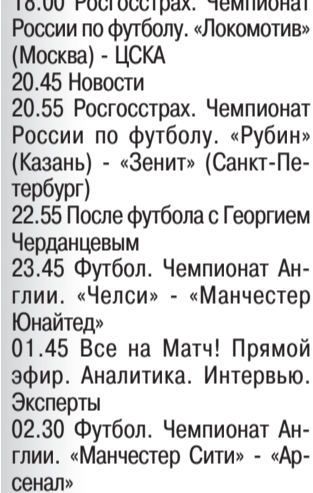 18.00 Росгосстрах. Чемпионат
России по футболу. «Локомотив»
(Москва) - ЦСКА
20.45 Новости
20.55 Росгосстрах. Чемпионат
России по футболу. «Рубин»
(Казань) - «Зенит» (Санкт-Пе-
тербург)
22.55 После футбола с Георгием
Черданцевым
23.45 Футбол. Чемпионат Ан-
глии. «Челси» - «Манчестер
Юнайтед»
01.45 Все на Матч! Прямой
эфир. Аналитика. Интервью.
Эксперты
02.30 Футбол. Чемпионат Ан-
глии. «Манчестер Сити» - «Ар-
сенал»